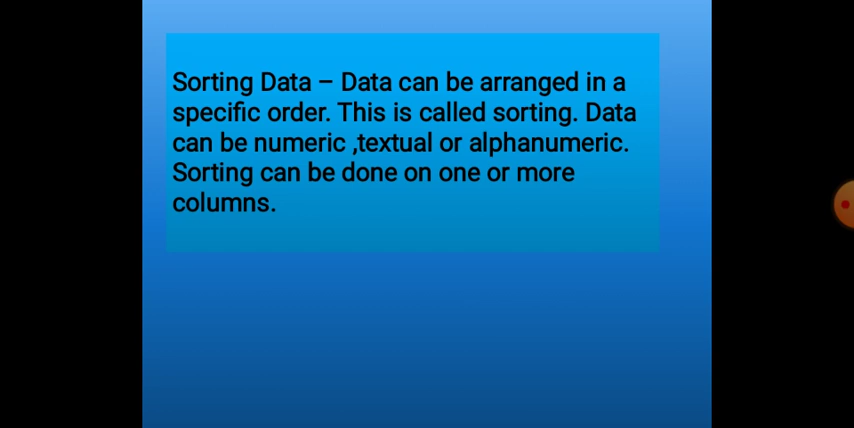 Sorting Data – Data can be arranged in a
specific order. This is called sorting. Data
can be numeric ,textual or alphanumeric.
Sorting can be done on one or more
columns.